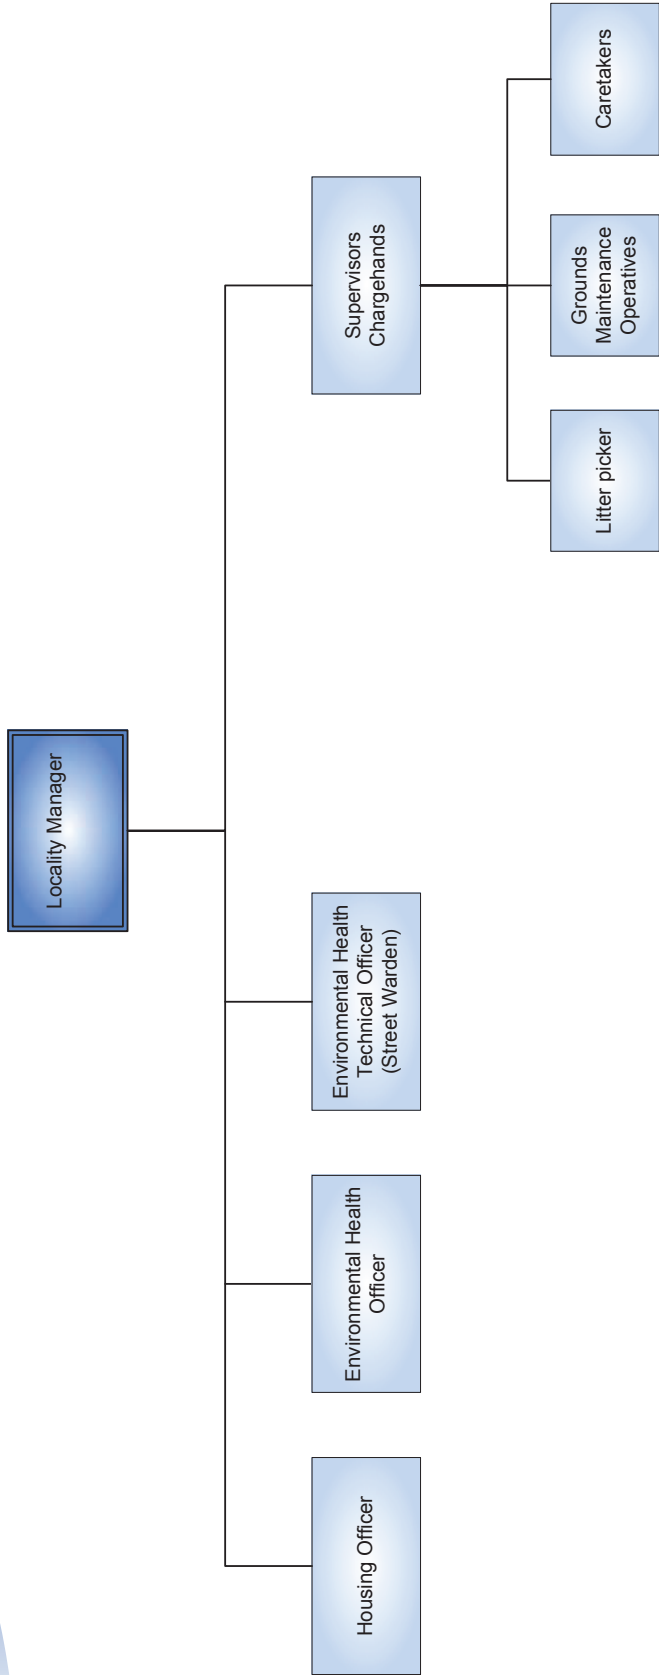 Locality Manager
Housing Officer
Environmental Health
Officer
Environmental Health
Technical Officer
(Street Warden)
Supervisors
Chargehands
Litter picker
Grounds
Maintenance
Operatives
Caretakers